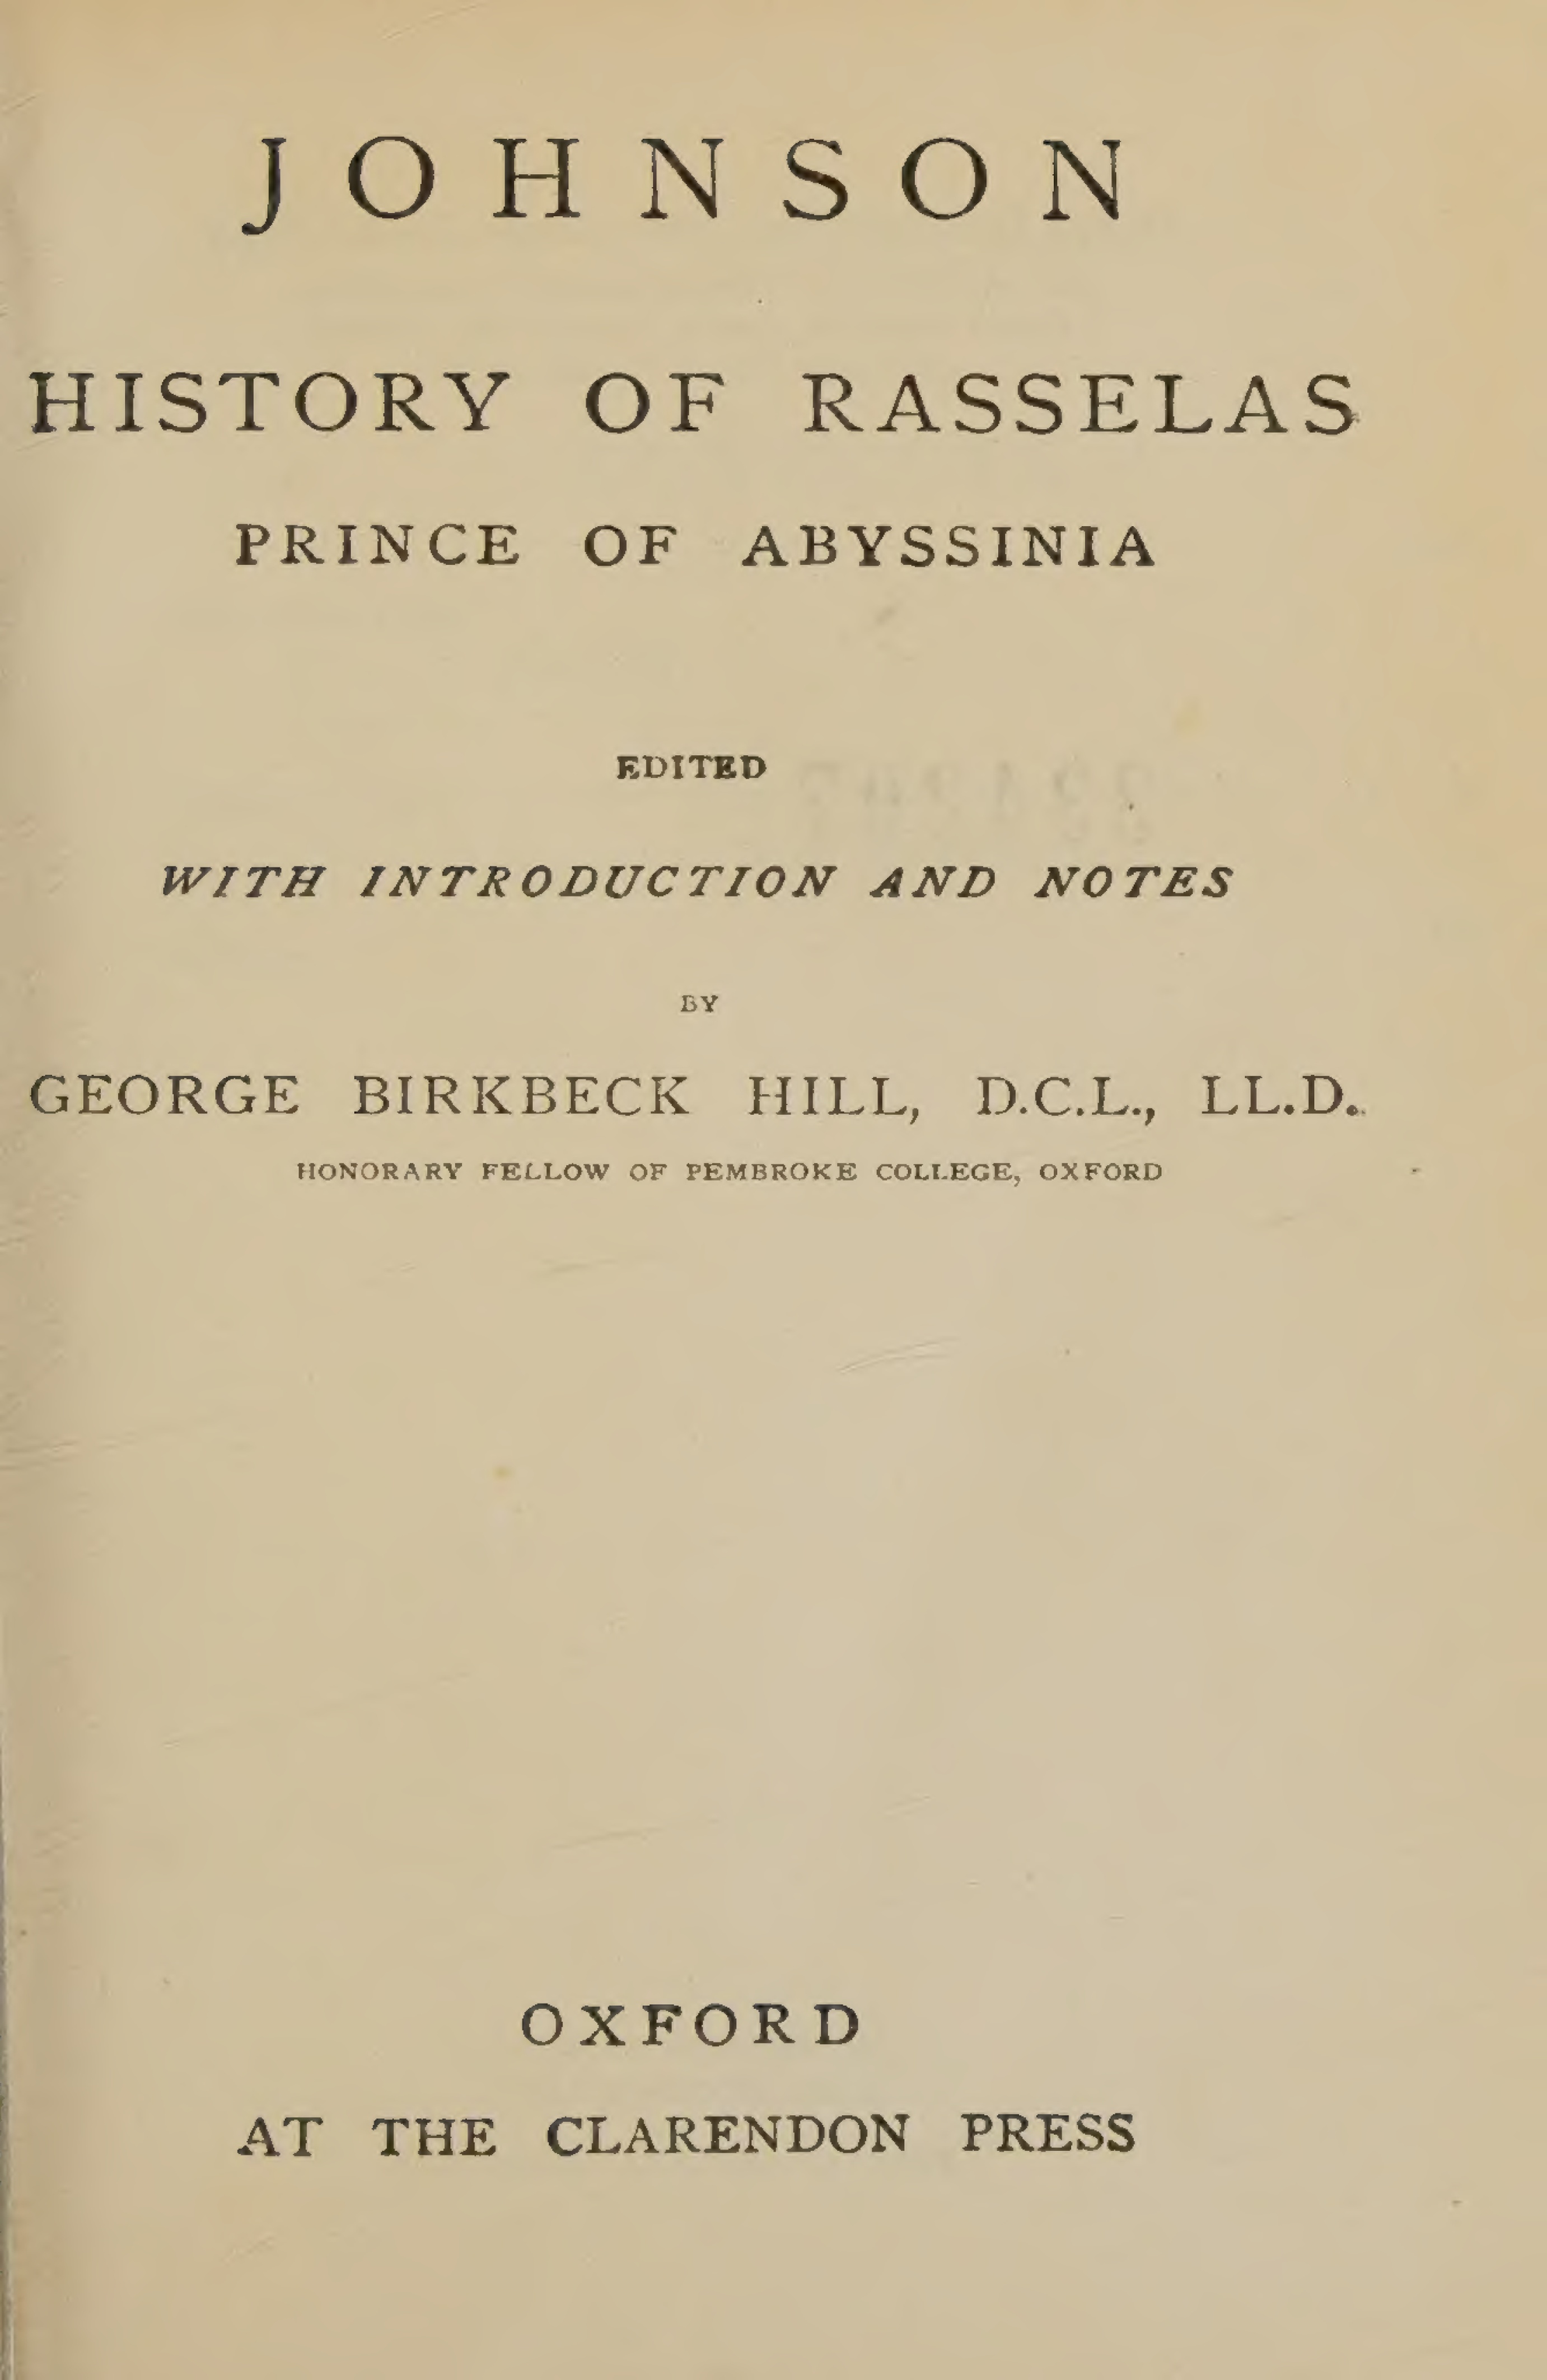 JOHNSON
HISTORY OF RASSELAS
PRINCE OF ABYSSINIA
EDITED
WITH INTRODUCTION AND NOTES
BY
GEORGE BIRKBECK HILL, D.C.L., LL.D.
HONORARY FELLOW OF PEMBROKE COLLEGE, OXFORD
OXFORD
AT THE CLARENDON PRESS